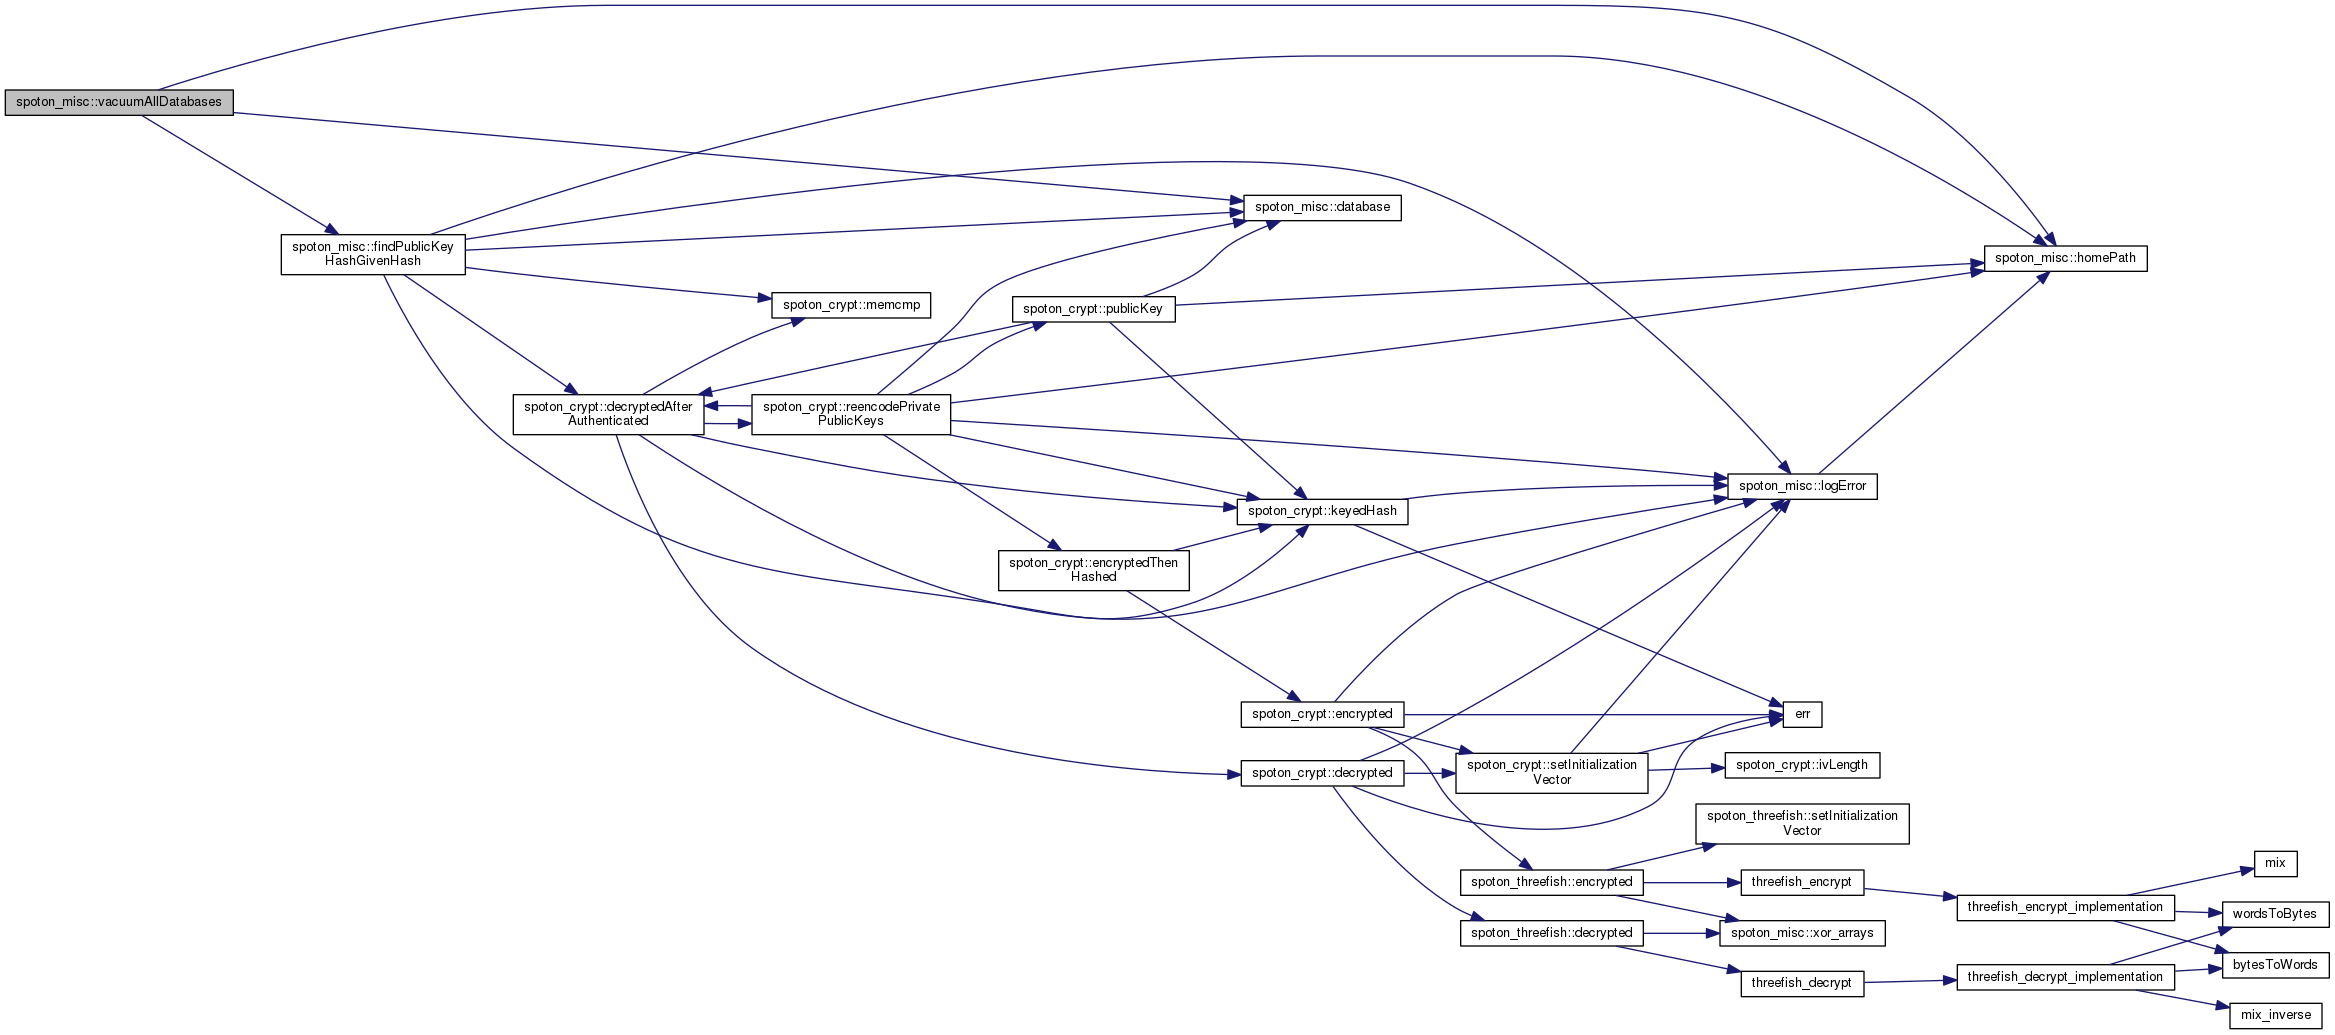 spoton_misc::vacuumAllDatabases
spoton_misc::findPublicKey
HashGivenHash
spoton_crypt::decryptedAfter
Authenticated
spoton_crypt::memcmp
spoton_crypt::reencodePrivate
PublicKeys
spoton_crypt::publicKey
spoton_crypt::encryptedThen
Hashed
spoton_misc::database
spoton_crypt::keyedHash
spoton_crypt::encrypted
spoton_crypt::decrypted
spoton_crypt::setInitialization
Vector
spoton_threefish::encrypted
spoton_threefish::decrypted
spoton_misc::homePath
spoton_misc::logError
err
spoton_crypt::ivLength
spoton_threefish::setInitialization
Vector
threefish_encrypt
spoton_misc::xor_arrays
threefish_decrypt
threefish_encrypt_implementation
threefish_decrypt_implementation
mix
wordsToBytes
bytesToWords
mix_inverse